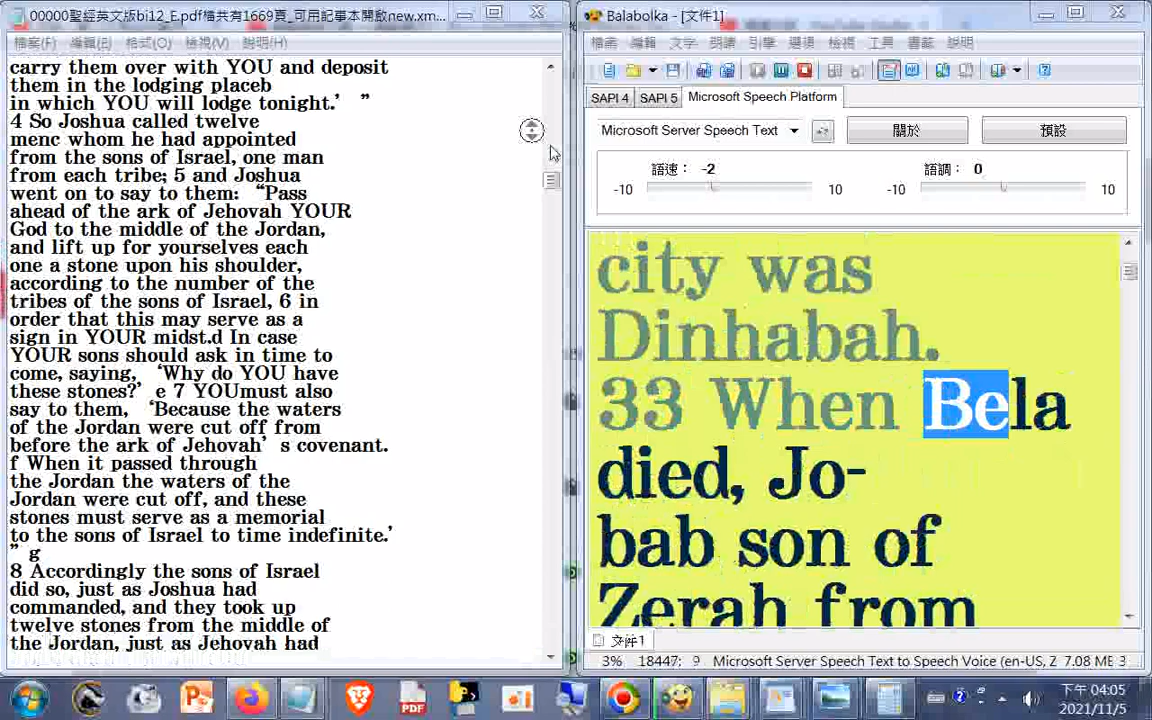 00000聖經英文版bi12_E.pdf檔共有1669頁_可用記事本開啟new.xm...
檔案(F) 編輯(E) 格式(O) 檢視(V) 說明(H)
carry them over with YOU and deposit
them in the lodging placeb
in which YOU will lodge tonight.’ ”
4 So Joshua called twelve
menc whom he had appointed
from the sons of Israel, one man
from each tribe; 5 and Joshua
went on to say to them: “Pass
ahead of the ark of Jehovah YOUR
God to the middle of the Jordan,
and lift up for yourselves each
one a stone upon his shoulder,
according to the number of the
tribes of the sons of Israel, 6 in
order that this may serve as a
sign in YOUR midst.d In case
YOUR sons should ask in time to
come, saying, ‘Why do YOU have
these stones?’ e 7 YOUmust also
say to them, ‘Because the waters
of the Jordan were cut off from
before the ark of Jehovah’s covenant.
f When it passed through
the Jordan the waters of the
Jordan were cut off, and these
stones must serve as a memorial
to the sons of Israel to time indefinite.’
” g
8 Accordingly the sons of Israel
did so, just as Joshua had
commanded, and they took up
twelve stones from the middle of
the Jordan, just as Jehovah had
Balabolka - [文件1]
檔案 編輯 文字 朗讀 引擎 選項 檢視 工具 書籤 說明
SAPI 4 SAPI 5 Microsoft Speech Platform
Microsoft Server Speech Text 關於 預設
語速： -2 語調： 0
-10 10 -10 10
city was
Dinhabah.
33 When Bela
died, Jo-
bab son of
Zerah from
文件1
3% 18447: 9 Microsoft Server Speech Text to Speech Voice (en-US, Z 7.08 MB 3
PDF
下午 04:05
2021/11/5